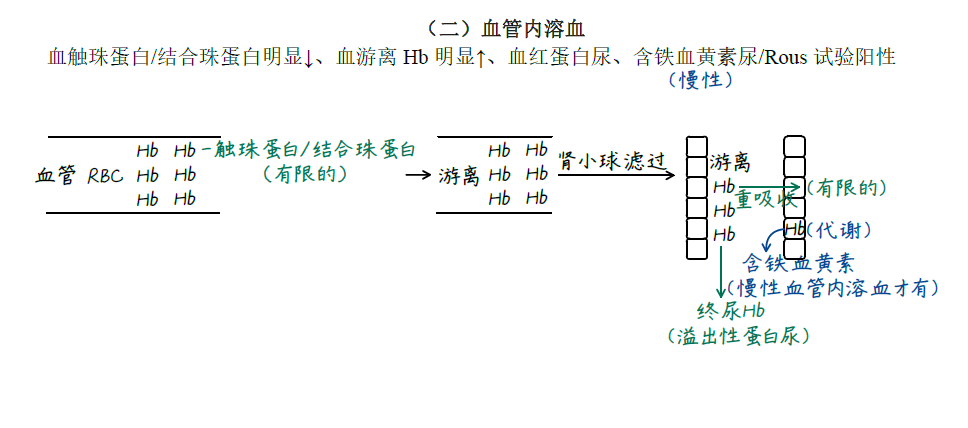 （二）血管内溶血
血触珠蛋白/结合珠蛋白明显↓、血游离 Hb 明显↑、血红蛋白尿、含铁血黄素尿/Rous 试验阳性
（慢性）
血管 RBC
Hb Hb
Hb Hb
Hb Hb
-触珠蛋白/结合珠蛋白
（有限的）
→
游离
Hb Hb
Hb Hb
Hb Hb
肾小球滤过
游离
Hb
Hb
Hb
重吸收
（有限的）
Hb（代谢）
含铁血黄素
（慢性血管内溶血才有）
终尿Hb
（溢出性蛋白尿）